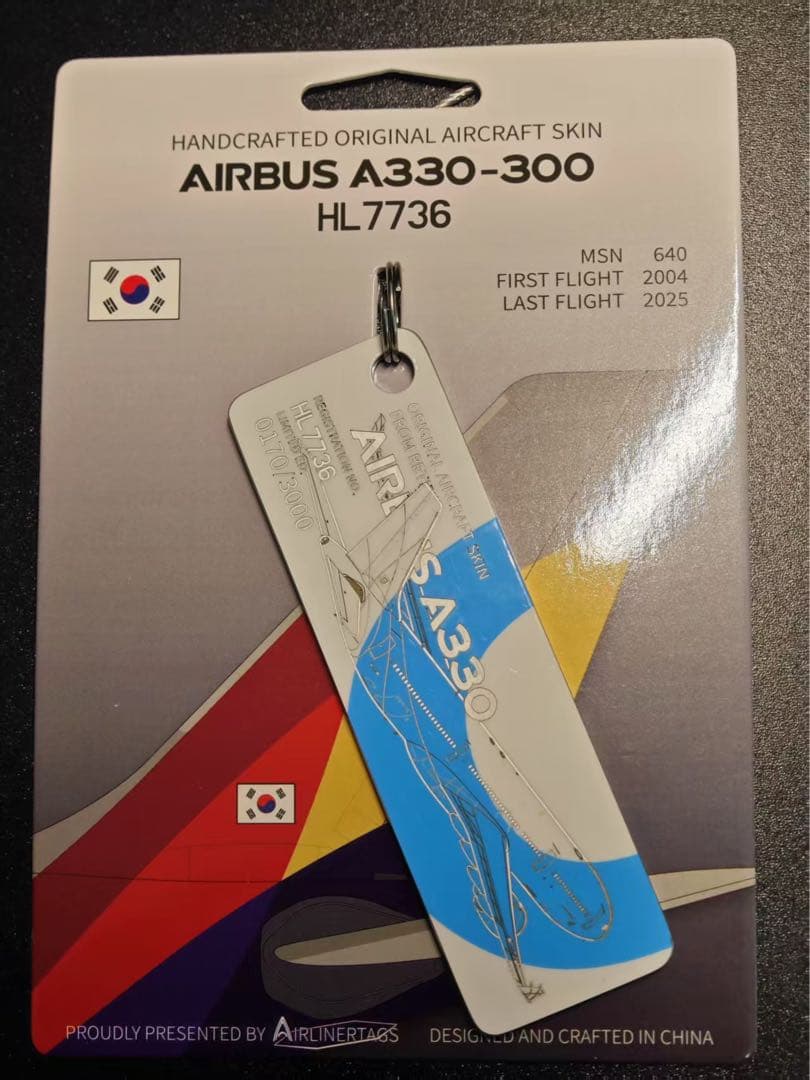 HANDCRAFTED ORIGINAL AIRCRAFT SKIN
AIRBUS A330-300
HL7736
MSN 640
FIRST FLIGHT 2004
LAST FLIGHT 2025
ORIGINAL AIRCRAFT SKIN
FROM
AIRBUS A330
REGISTRATION NO.
HL7736
LIMITED
0170/3000
PROUDLY PRESENTED BY AIRLINERTAGS
DESIGNED AND CRAFTED IN CHINA